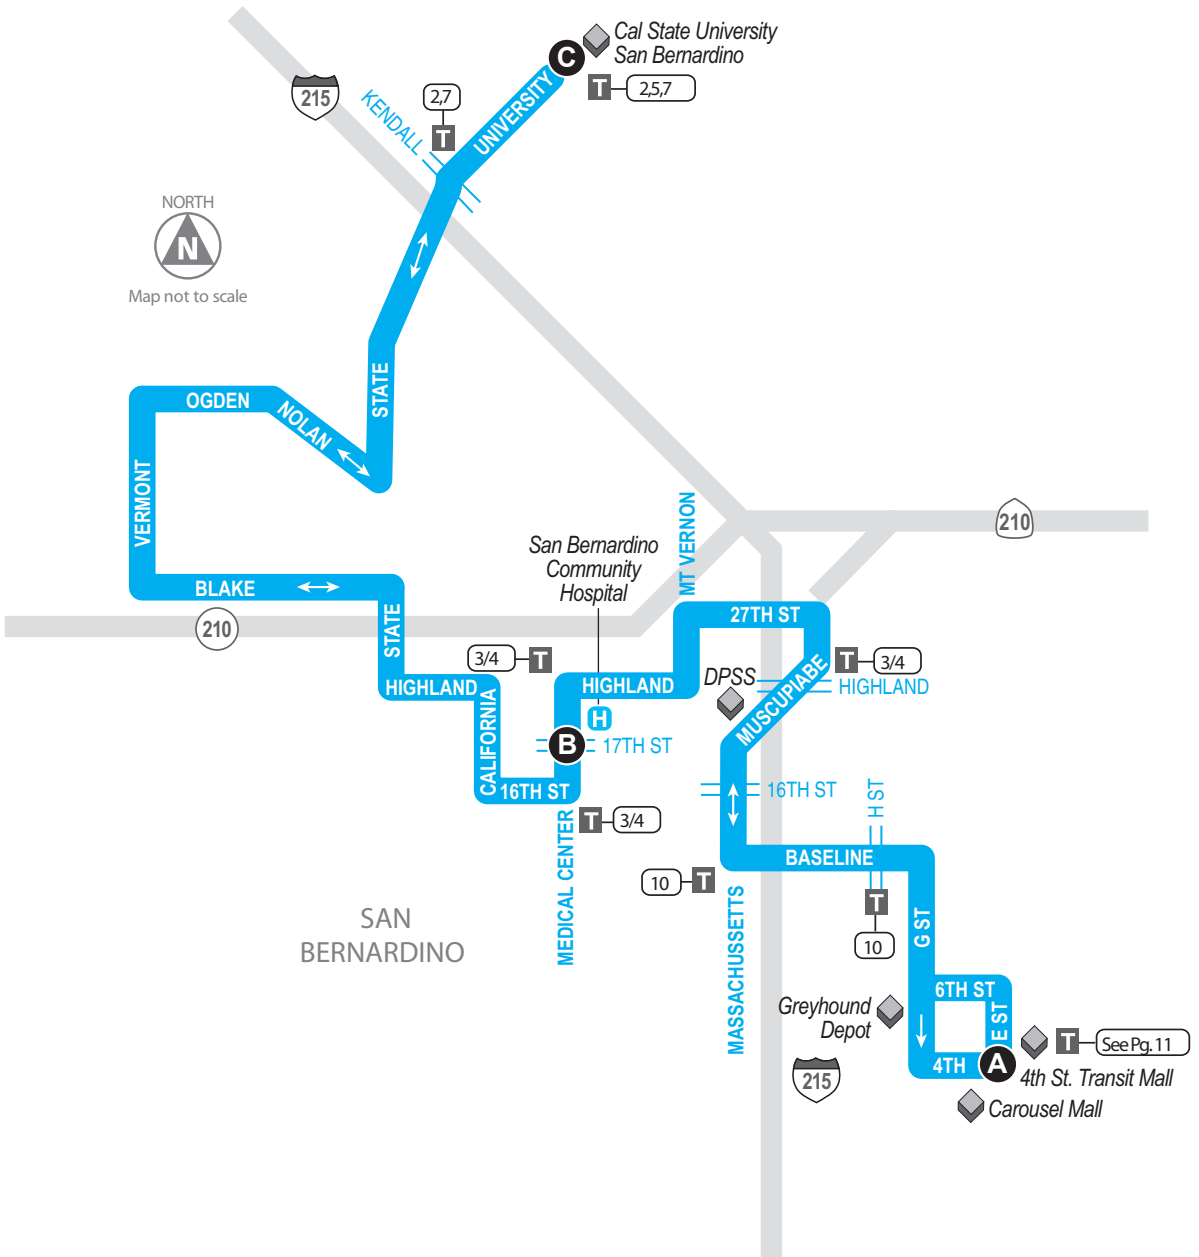 Cal State University
San Bernardino
C
T
2,5,7
215
2,7
T
KENDALL
UNIVERSITY
NORTH
N
Map not to scale
STATE
OGDEN
NOLAN
VERMONT
BLAKE
210
STATE
210
MT VERNON
San Bernardino
Community
Hospital
27TH ST
3/4
T
HIGHLAND
HIGHLAND
DPSS
T
3/4
HIGHLAND
MUSCUPIABE
CALIFORNIA
H
B
17TH ST
16TH ST
16TH ST
H ST
MEDICAL CENTER
T
3/4
BASELINE
10
T
MASSACHUSSETTS
T
10
G ST
SAN
BERNARDINO
6TH ST
E ST
Greyhound
Depot
4TH
A
T
See Pg. 11
4th St. Transit Mall
215
Carousel Mall